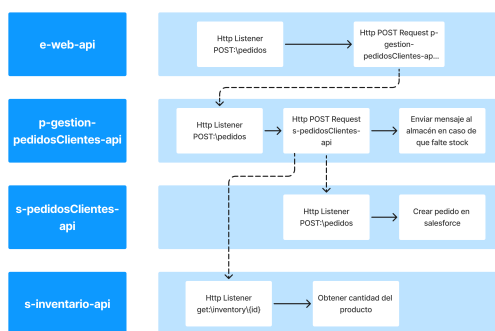 e-web-api
Http Listener
POST:\pedidos
Http POST Request p-
gestion-
pedidosClientes-ap...
p-gestion-
pedidosClientes-api
Http Listener
POST:\pedidos
Http POST Request
s-pedidosClientes-
api
Enviar mensaje al
almacén en caso de
que falte stock
s-pedidosClientes-
api
Http Listener
POST:\pedidos
Crear pedido en
salesforce
s-inventario-api
Http Listener
get:\inventory\{id}
Obtener cantidad del
producto